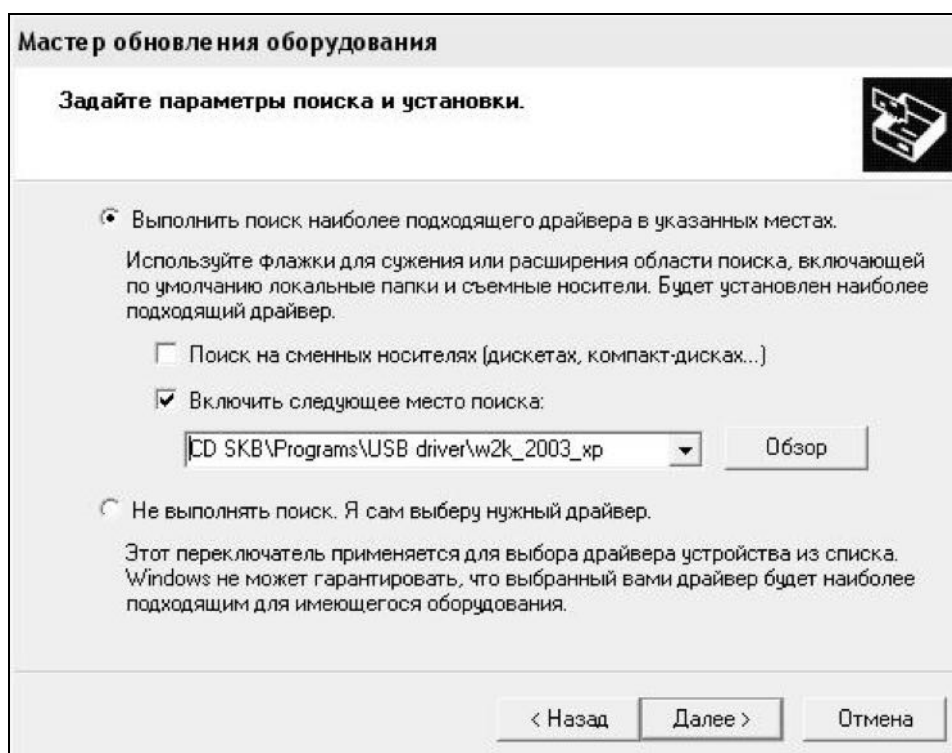 Мастер обновления оборудования
Задайте параметры поиска и установки.
Выполнить поиск наиболее подходящего драйвера в указанных местах.
Используйте флажки для сужения или расширения области поиска, включающей
по умолчанию локальные папки и съемные носители. Будет установлен наиболее
подходящий драйвер.
Поиск на сменных носителях (дискетах, компакт-дисках...)
Включить следующее место поиска:
CD SKB\Programs\USB driver\w2k_2003_xp
Обзор
Не выполнять поиск. Я сам выберу нужный драйвер.
Этот переключатель применяется для выбора драйвера устройства из списка.
Windows не может гарантировать, что выбранный вами драйвер будет наиболее
подходящим для имеющегося оборудования.
< Назад Далее > Отмена